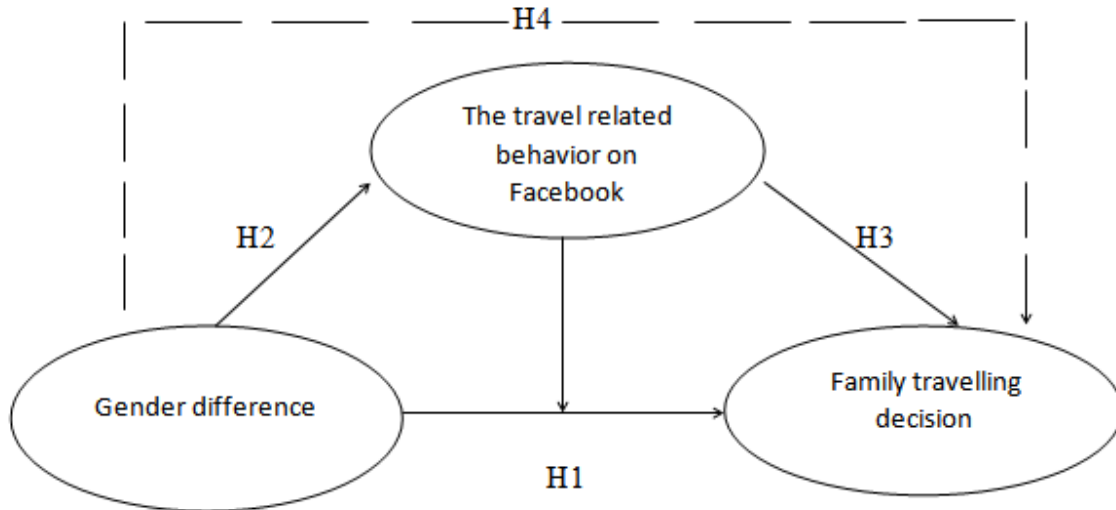 H4
The travel related
behavior on
Facebook
H2
H3
Gender difference
Family travelling
decision
H1